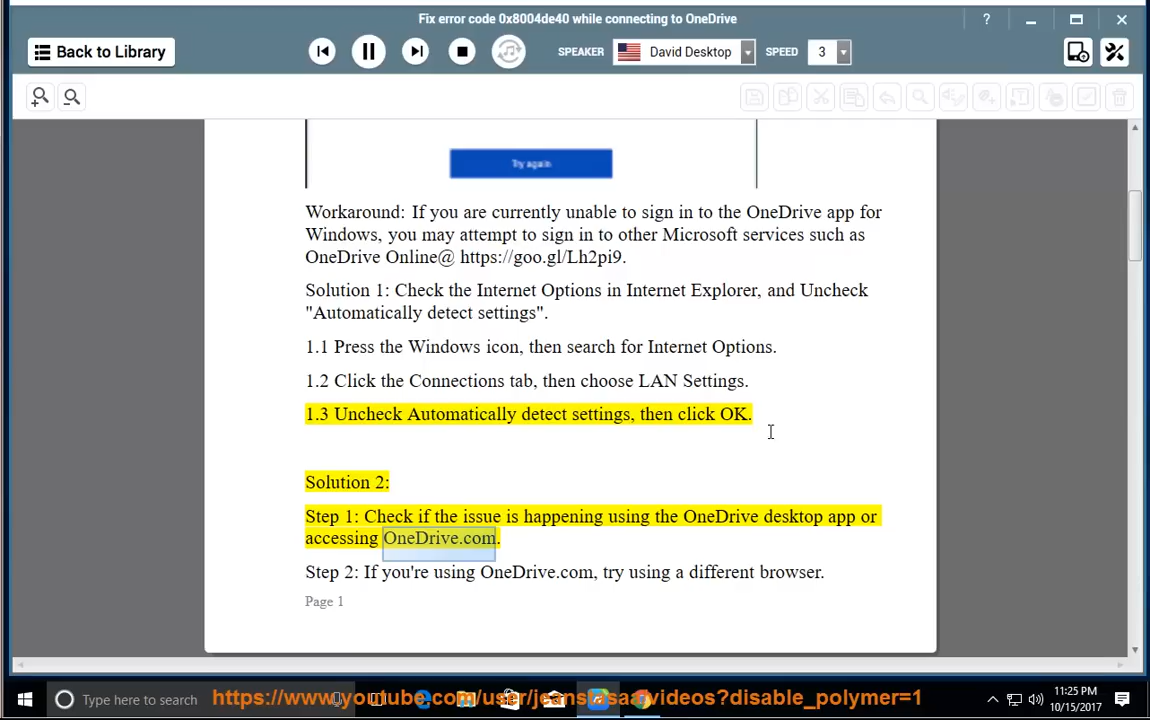 Fix error code 0x8004de40 while connecting to OneDrive
?
Back to Library
SPEAKER
David Desktop
SPEED
3
Try again
Workaround: If you are currently unable to sign in to the OneDrive app for
Windows, you may attempt to sign in to other Microsoft services such as
OneDrive Online@ https://goo.gl/Lh2pi9.
Solution 1: Check the Internet Options in Internet Explorer, and Uncheck
"Automatically detect settings".
1.1 Press the Windows icon, then search for Internet Options.
1.2 Click the Connections tab, then choose LAN Settings.
1.3 Uncheck Automatically detect settings, then click OK.
Solution 2:
Step 1: Check if the issue is happening using the OneDrive desktop app or
accessing OneDrive.com.
Step 2: If you're using OneDrive.com, try using a different browser.
Page 1
Type here to search
11:25 PM
10/15/2017